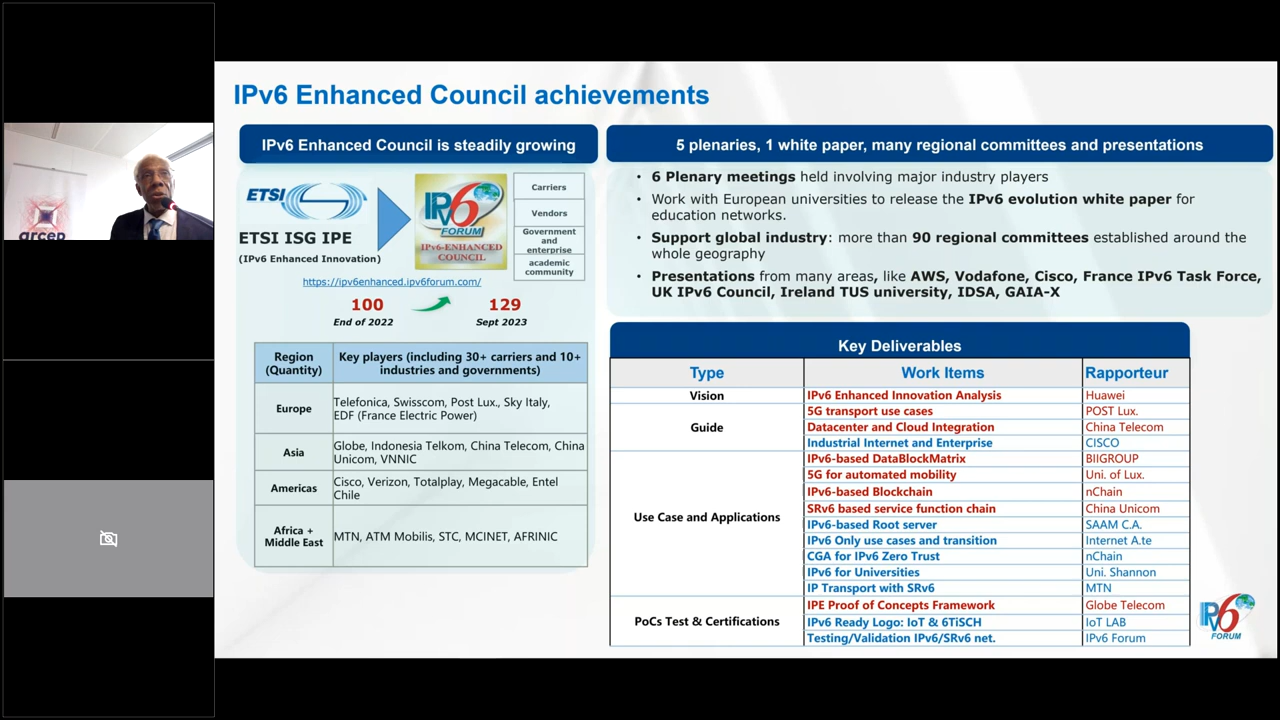 IPv6 Enhanced Council achievements
IPv6 Enhanced Council is steadily growing
ETSI
ETSI ISG IPE
(IPv6 Enhanced Innovation)
IPv6
FORUM
IPv6-ENHANCED
COUNCIL
Carriers
Vendors
Government
and
enterprise
academic
community
https://ipv6enhanced.ipv6forum.com/
100
129
End of 2022
Sept 2023
Region
(Quantity)
Key players (including 30+ carriers and 10+
industries and governments)
Europe
Telefonica, Swisscom, Post Lux., Sky Italy,
EDF (France Electric Power)
Asia
Globe, Indonesia Telkom, China Telecom, China
Unicom, VNNIC
Americas
Cisco, Verizon, Totalplay, Megacable, Entel
Chile
Africa +
Middle East
MTN, ATM Mobilis, STC, MCINET, AFRINIC
5 plenaries, 1 white paper, many regional committees and presentations
• 6 Plenary meetings held involving major industry players
• Work with European universities to release the IPv6 evolution white paper for
education networks.
• Support global industry: more than 90 regional committees established around the
whole geography
• Presentations from many areas, like AWS, Vodafone, Cisco, France IPv6 Task Force,
UK IPv6 Council, Ireland TUS university, IDSA, GAIA-X
Key Deliverables
Type Work Items Rapporteur
Vision IPv6 Enhanced Innovation Analysis Huawei
5G transport use cases POST Lux.
Guide Datacenter and Cloud Integration China Telecom
Industrial Internet and Enterprise CISCO
IPv6-based DataBlockMatrix BIIGROUP
5G for automated mobility Uni. of Lux.
IPv6-based Blockchain nChain
SRv6 based service function chain China Unicom
Use Case and Applications
IPv6-based Root server SAAM C.A.
IPv6 Only use cases and transition Internet A.te
CGA for IPv6 Zero Trust nChain
IPv6 for Universities Uni. Shannon
IP Transport with SRv6 MTN
IPE Proof of Concepts Framework Globe Telecom
PoCs Test & Certifications IPv6 Ready Logo: IoT & 6TiSCH IoT LAB
Testing/Validation IPv6/SRv6 net. IPv6 Forum
IPv6
FORUM
arcep